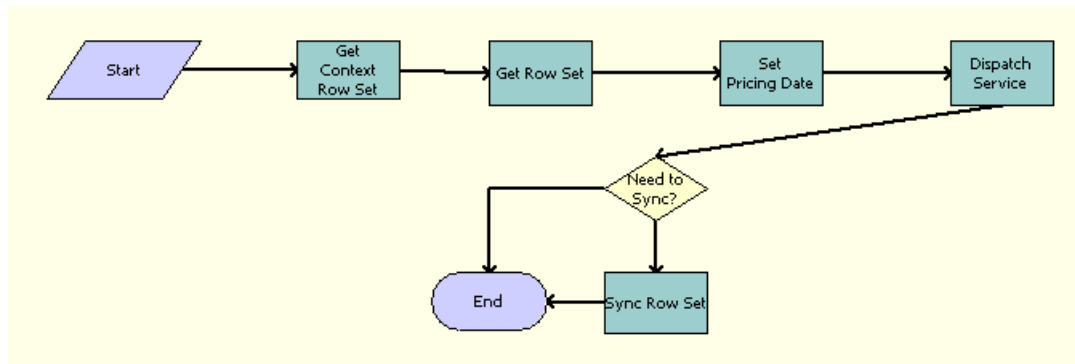 Start
Get
Context
Row Set
Get Row Set
Set
Pricing Date
Dispatch
Service
Need to
Sync?
End
Sync Row Set